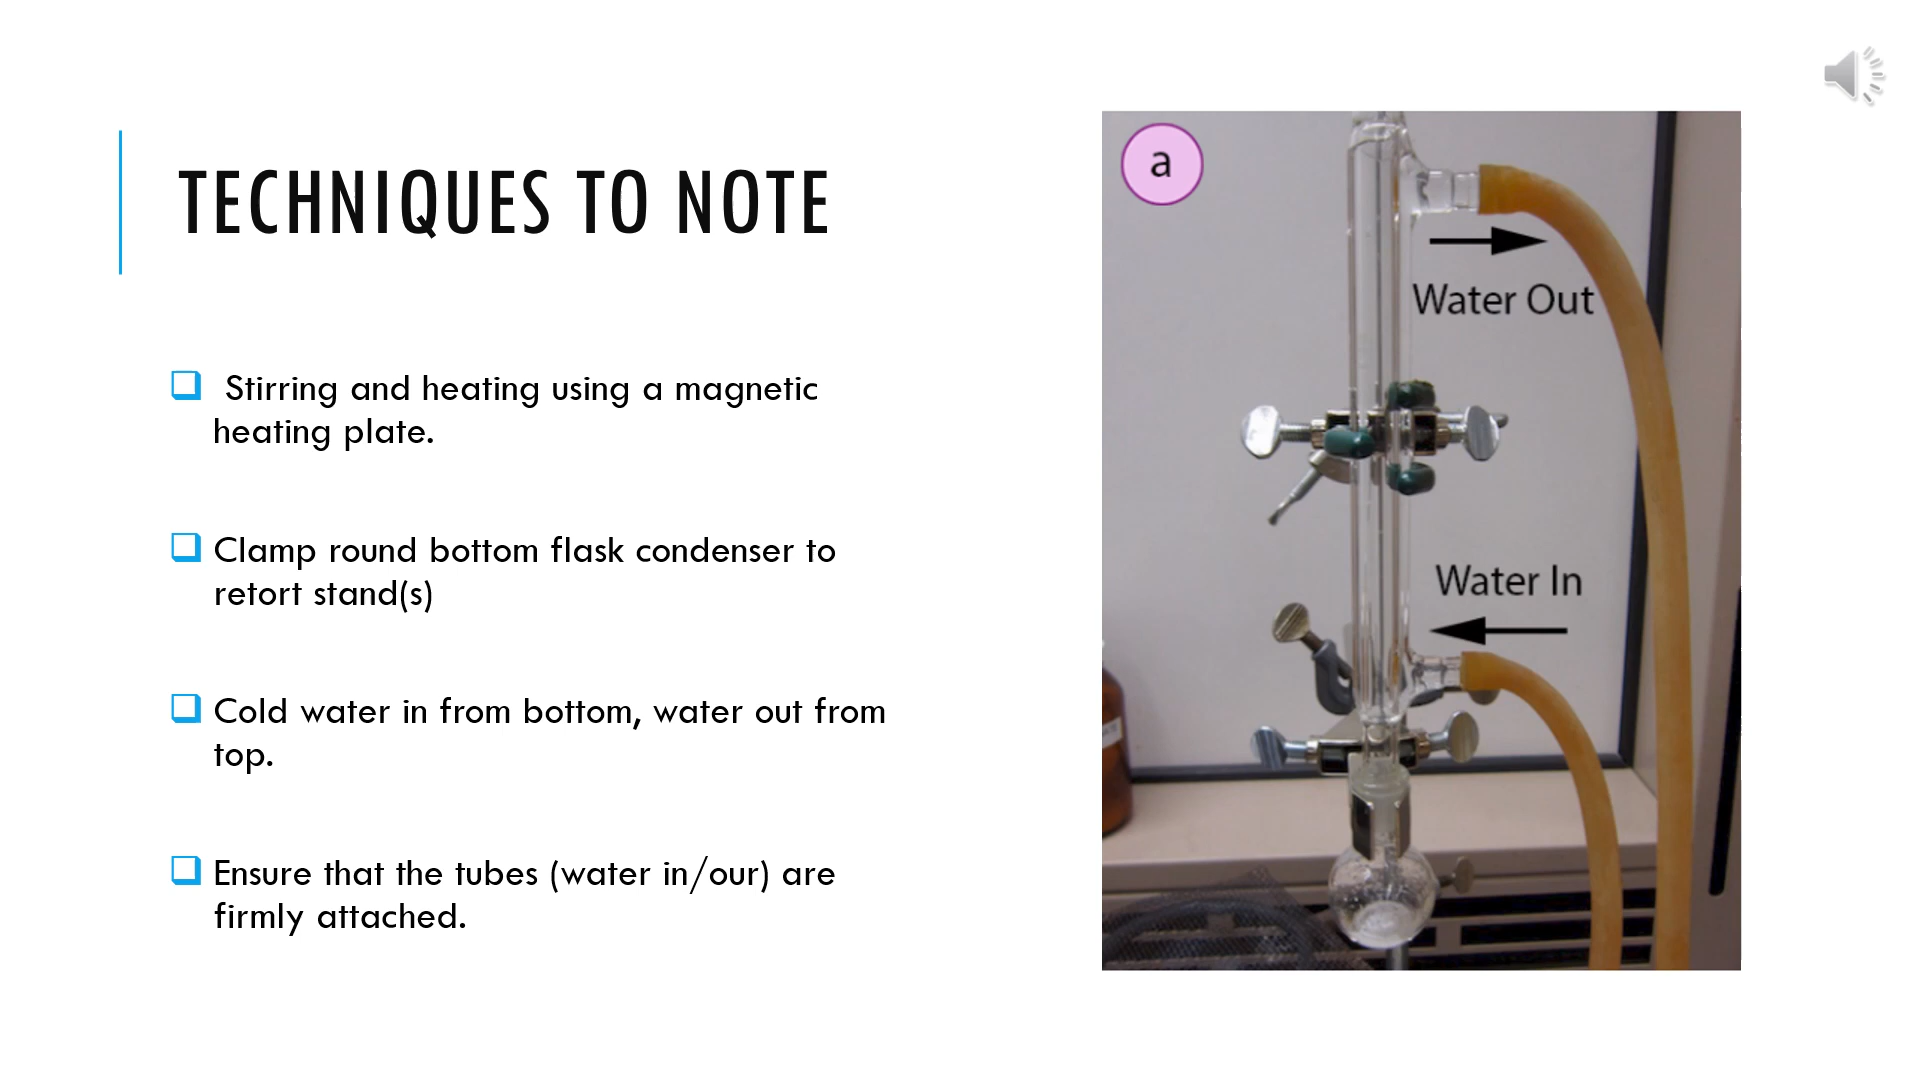 TECHNIQUES TO NOTE
Stirring and heating using a magnetic
heating plate.
Clamp round bottom flask condenser to
retort stand(s)
Cold water in from bottom, water out from
top.
Ensure that the tubes (water in/our) are
firmly attached.
a
Water Out
Water In